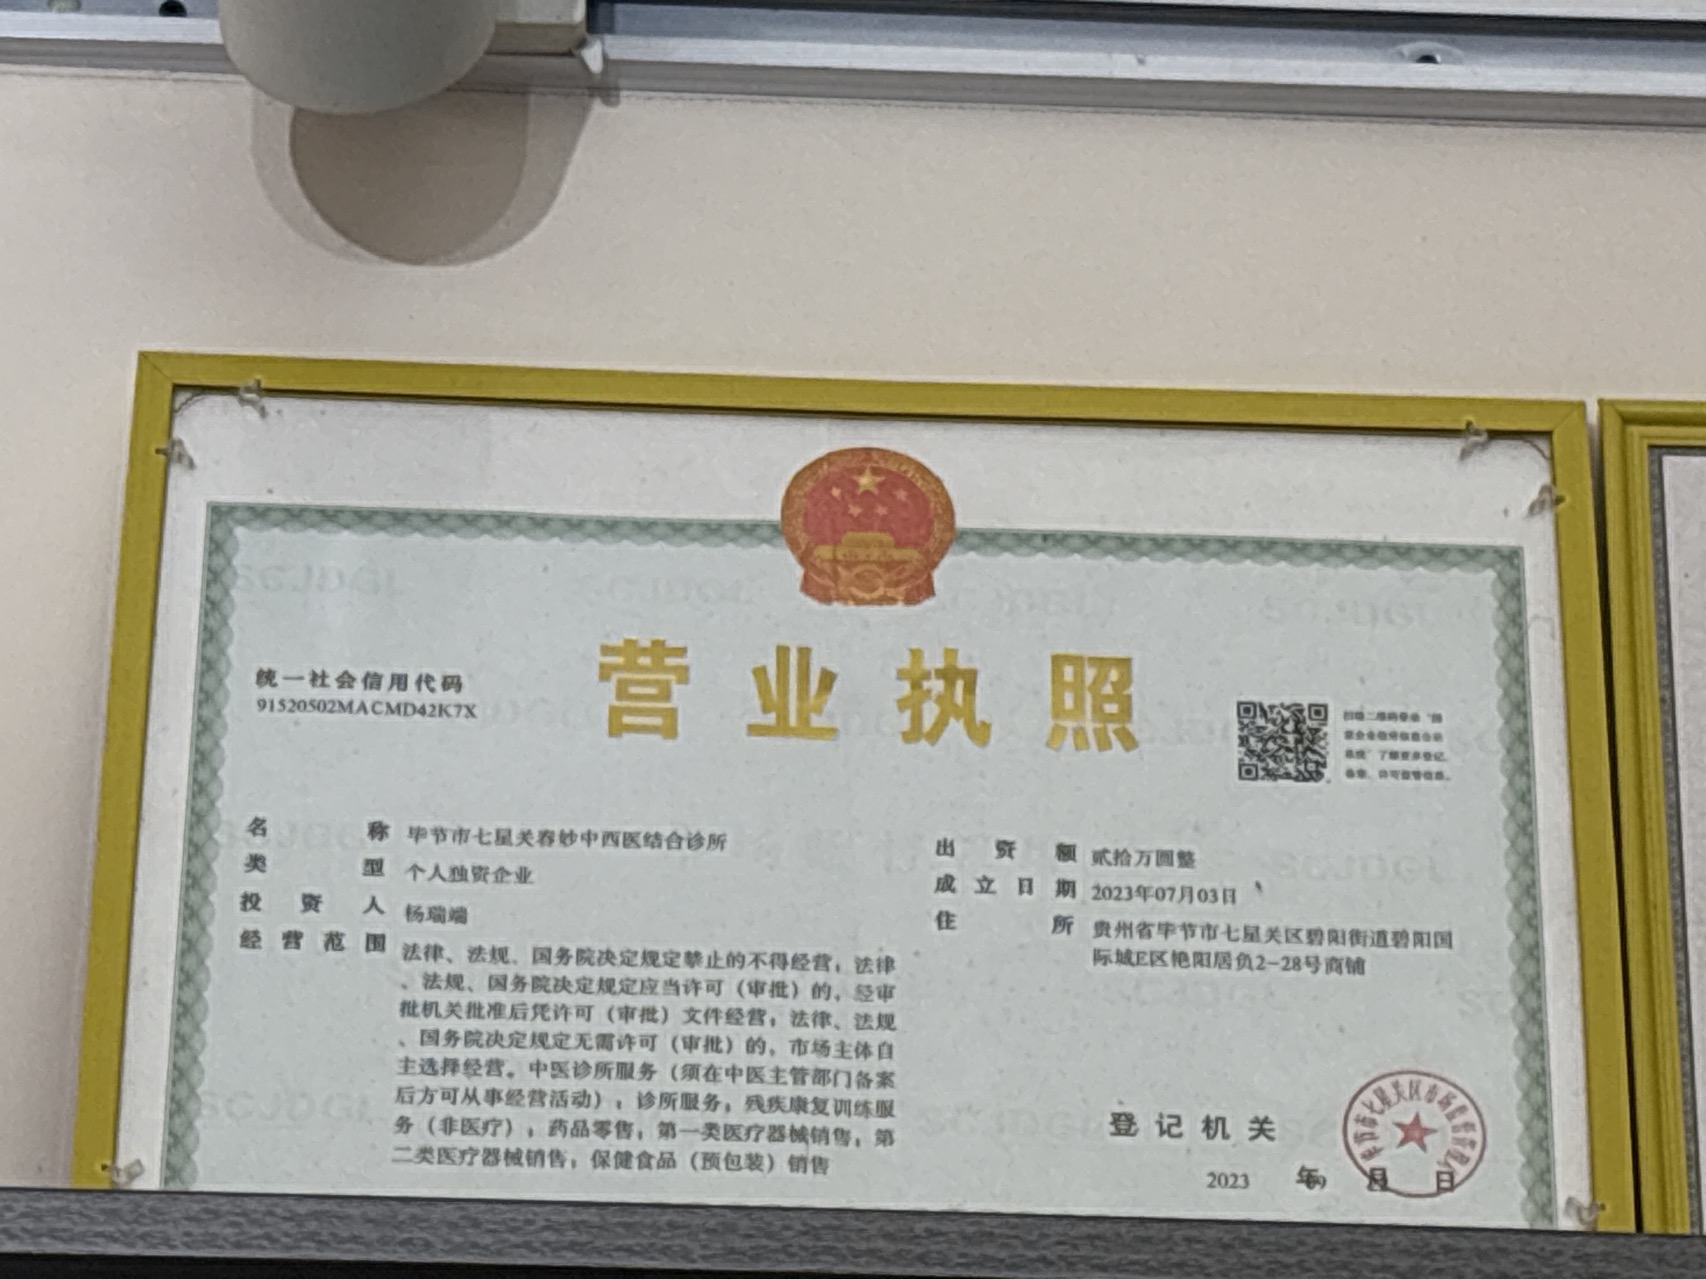 营业执照
统一社会信用代码
91520502MACMD42K7X
名称 毕节市七星关春妙中西医结合诊所
类型 个人独资企业
投资人 杨瑞端
经营范围 法律、法规、国务院决定规定禁止的不得经营；法律
、法规、国务院决定规定应当许可（审批）的，经审
批机关批准后凭许可（审批）文件经营；法律、法规
、国务院决定规定无需许可（审批）的，市场主体自
主选择经营。中医诊所服务（须在中医主管部门备案
后方可从事经营活动），诊所服务，残疾康复训练服
务（非医疗），药品零售，第一类医疗器械销售，第
二类医疗器械销售，保健食品（预包装）销售
出资额 贰拾万圆整
成立日期 2023年07月03日
住所 贵州省毕节市七星关区碧阳街道碧阳国
际城E区艳阳居负2-28号商铺
登记机关
2023 年09 月 日